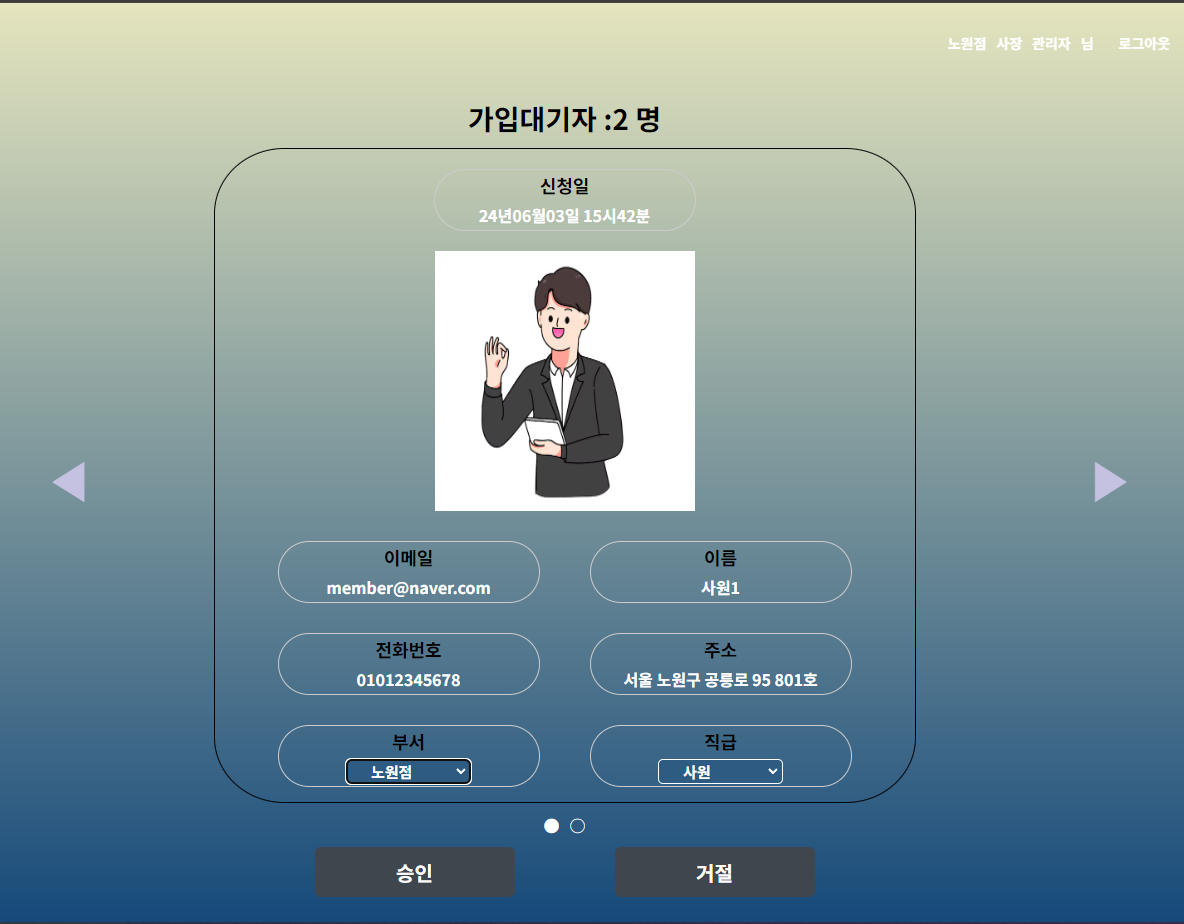 노원점 사장 관리자 님 로그아웃
가입대기자 :2 명
신청일
24년06월03일 15시42분
이메일
member@naver.com
이름
사원1
전화번호
01012345678
주소
서울 노원구 공릉로 95 801호
부서
노원점
직급
사원
승인
거절